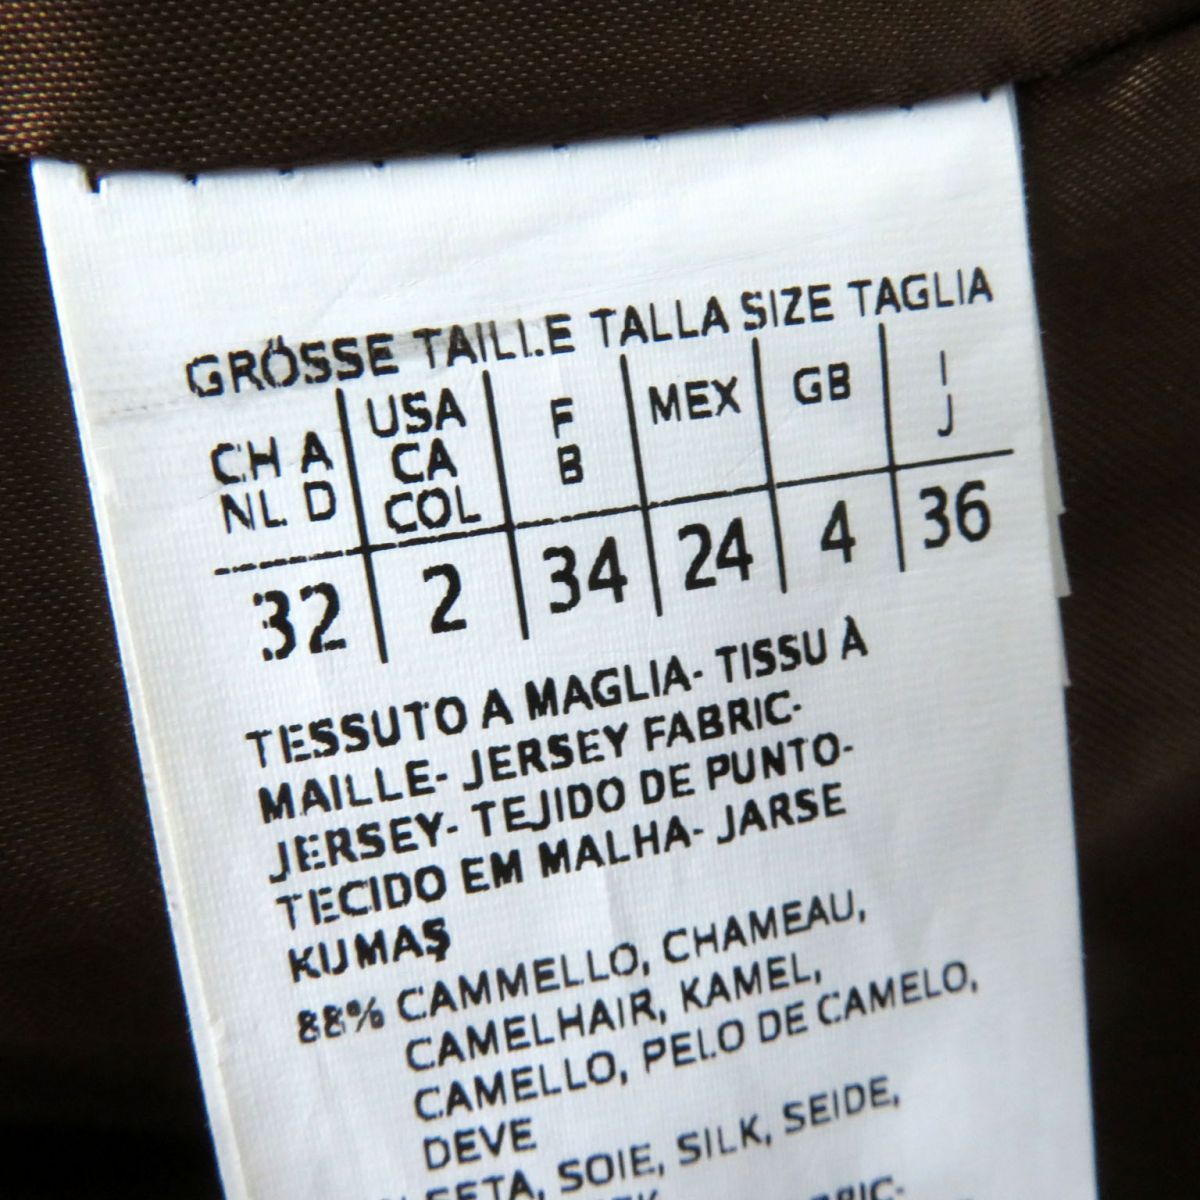 GRÖSSE TAILLE TALLA SIZE TAGLIA
CH A NL D | USA CA COL | F B | MEX | GB | I J
32 | 2 | 34 | 24 | 4 | 36
TESSUTO A MAGLIA- TISSU À
MAILLE- JERSEY FABRIC-
JERSEY- TEJIDO DE PUNTO-
TECIDO EM MALHA- JARSE
KUMAŞ
88% CAMMELLO, CHAMEAU,
CAMELHAIR, KAMEL,
CAMELLO, PELO DE CAMELO,
DEVE
SETA, SOIE, SILK, SEIDE,